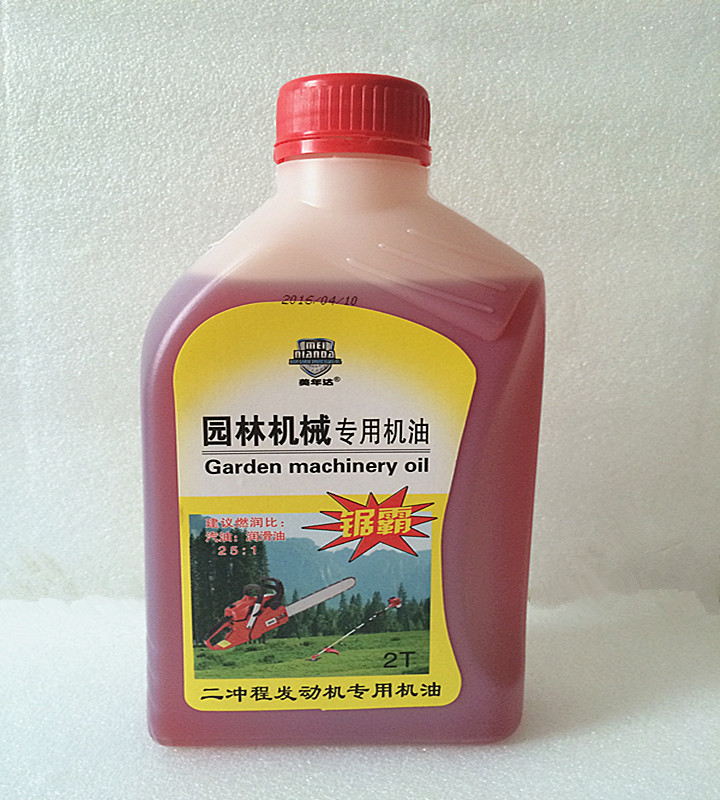 2016/04/10
MEI
NIANDA
美年达®
园林机械专用机油
Garden machinery oil
建议燃润比：
汽油：润滑油
25:1
锯霸
2T
二冲程发动机专用机油